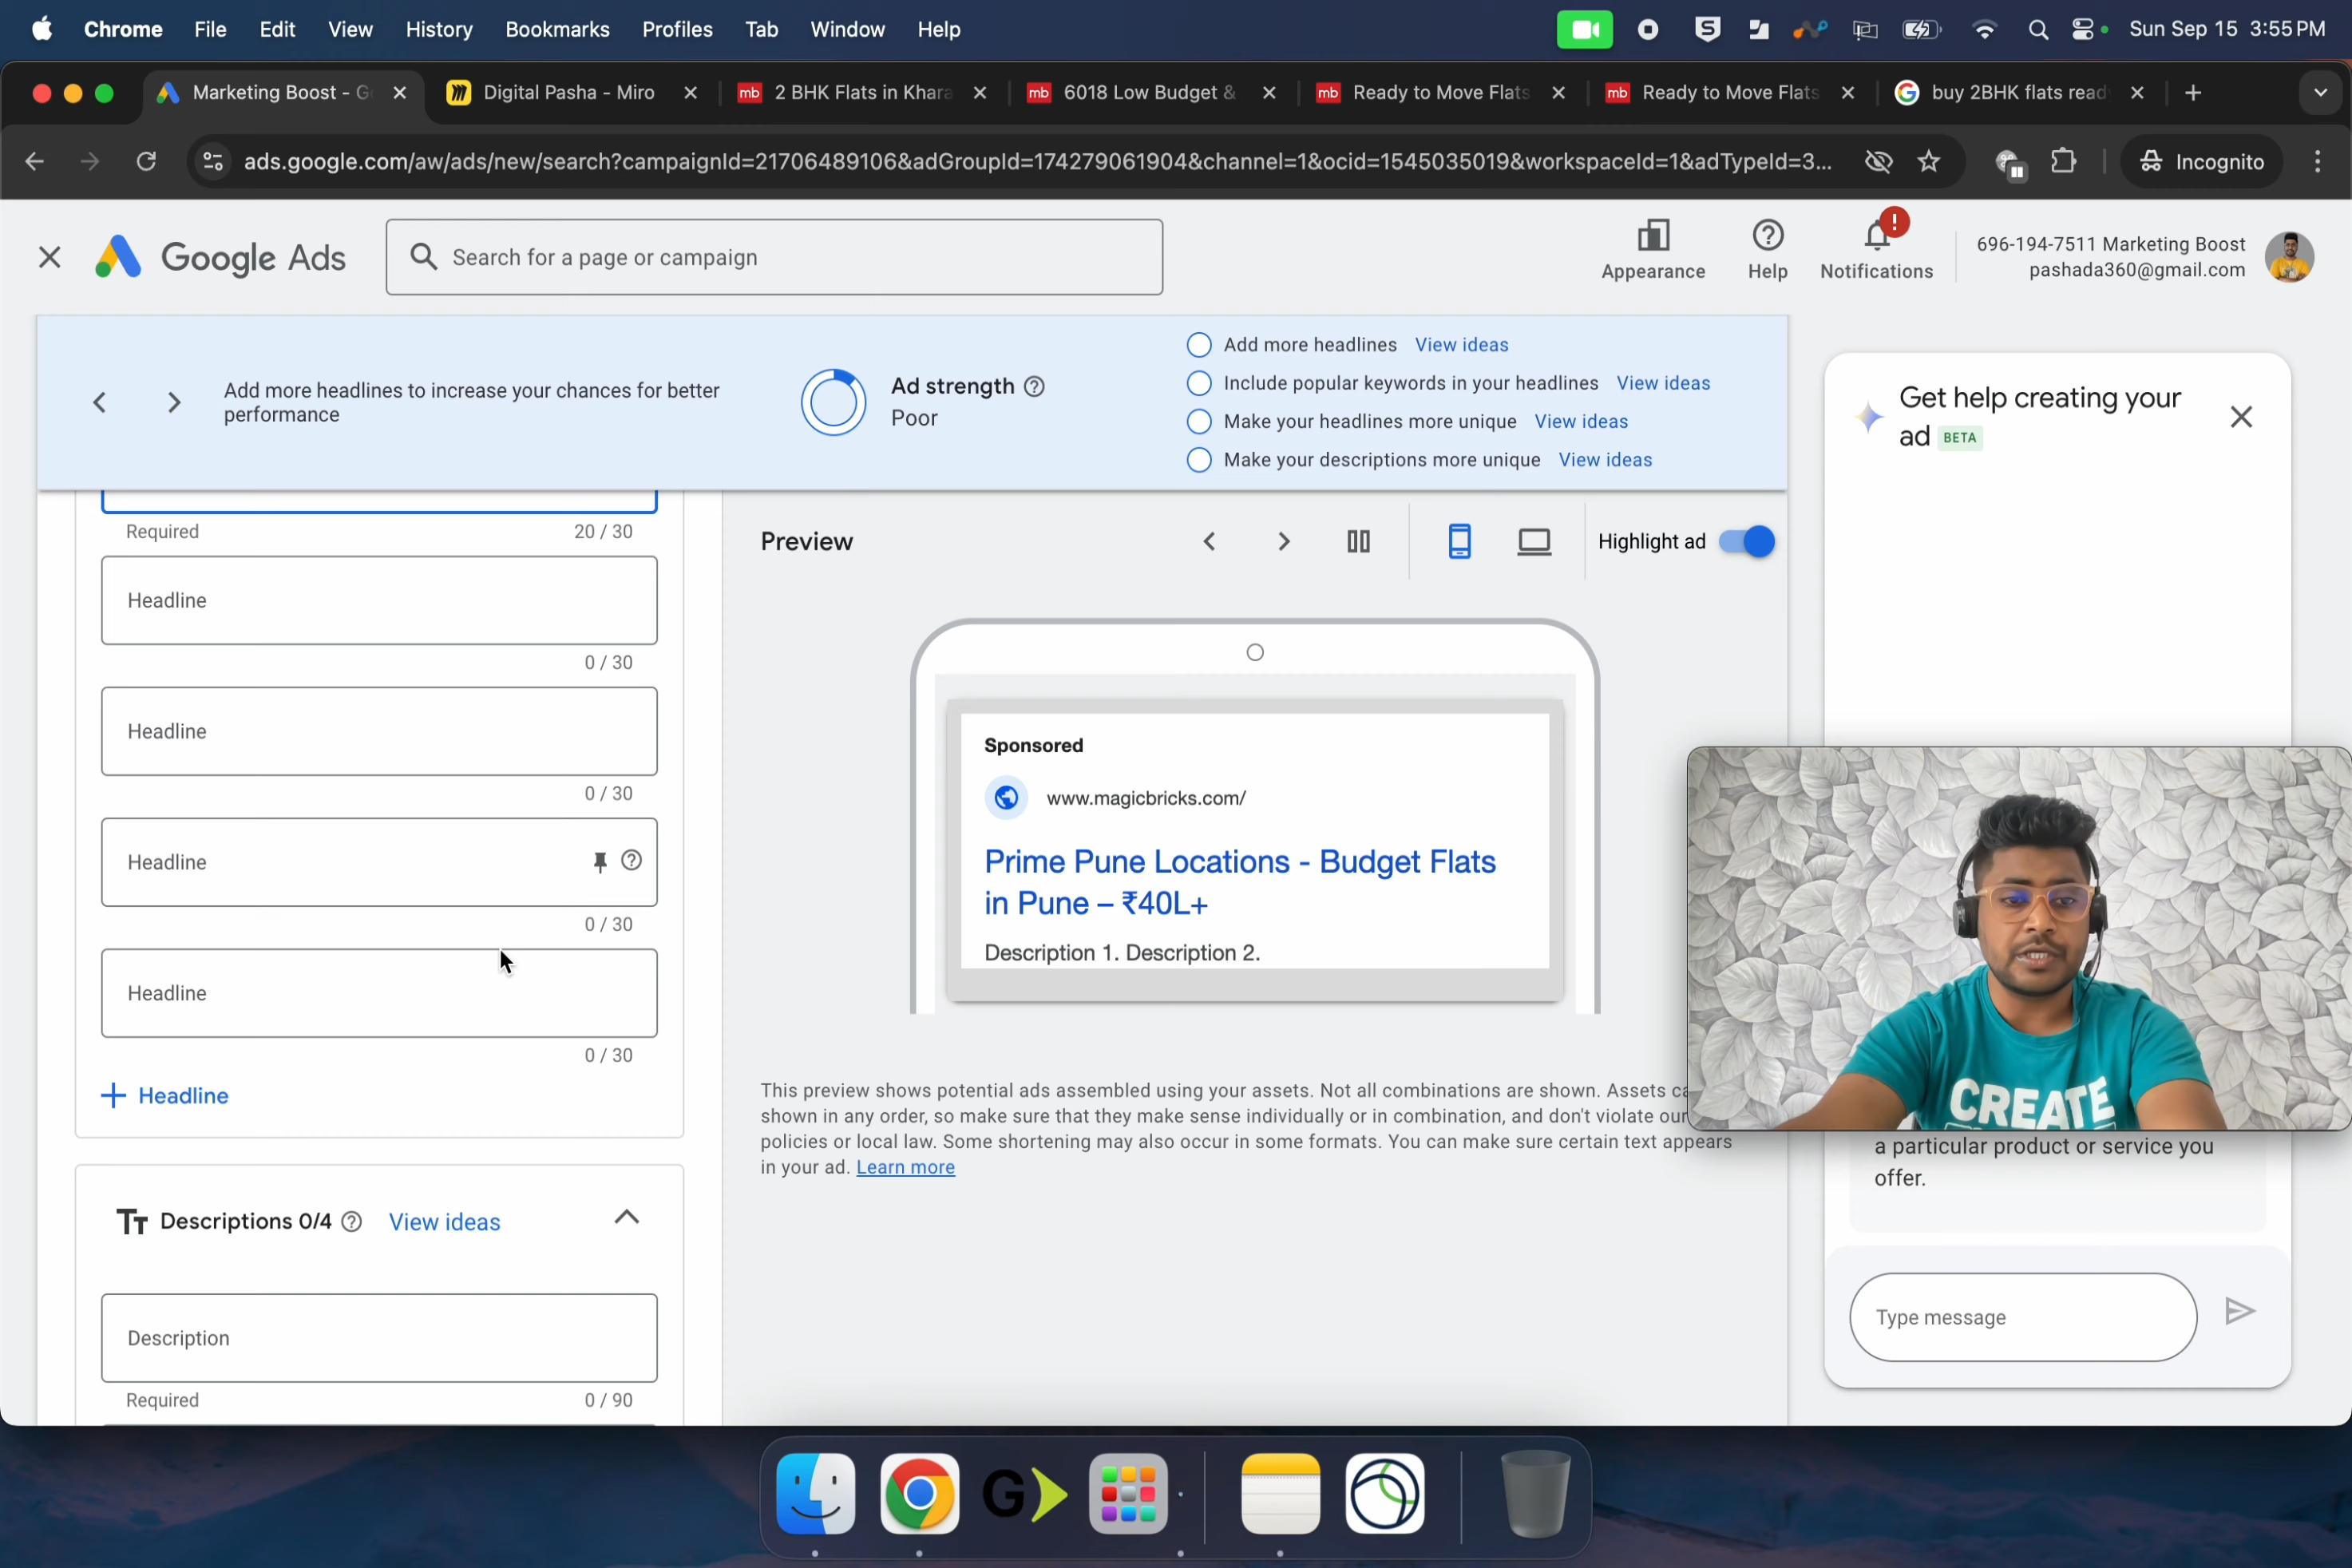 Chrome File Edit View History Bookmarks Profiles Tab Window Help Sun Sep 15 3:55 PM
Marketing Boost - G
Digital Pasha - Miro
mb 2 BHK Flats in Khara
mb 6018 Low Budget &
mb Ready to Move Flats
mb Ready to Move Flats
buy 2BHK flats read
ads.google.com/aw/ads/new/search?campaignId=21706489106&adGroupId=174279061904&channel=1&ocid=1545035019&workspaceId=1&adTypeId=3...
Incognito
Google Ads
Search for a page or campaign
Appearance
Help
Notifications
696-194-7511 Marketing Boost
pashada360@gmail.com
Add more headlines to increase your chances for better
performance
Ad strength
Poor
Add more headlines View ideas
Include popular keywords in your headlines View ideas
Make your headlines more unique View ideas
Make your descriptions more unique View ideas
Get help creating your
ad BETA
Required 20 / 30
Headline
0 / 30
Headline
0 / 30
Headline
0 / 30
Headline
0 / 30
+ Headline
Tт Descriptions 0/4 View ideas
Description
Required 0 / 90
Preview
Highlight ad
Sponsored
www.magicbricks.com/
Prime Pune Locations - Budget Flats
in Pune – ₹40L+
Description 1. Description 2.
This preview shows potential ads assembled using your assets. Not all combinations are shown. Assets ca
shown in any order, so make sure that they make sense individually or in combination, and don't violate our
policies or local law. Some shortening may also occur in some formats. You can make sure certain text appears
in your ad. Learn more
CREATE
a particular product or service you
offer.
Type message